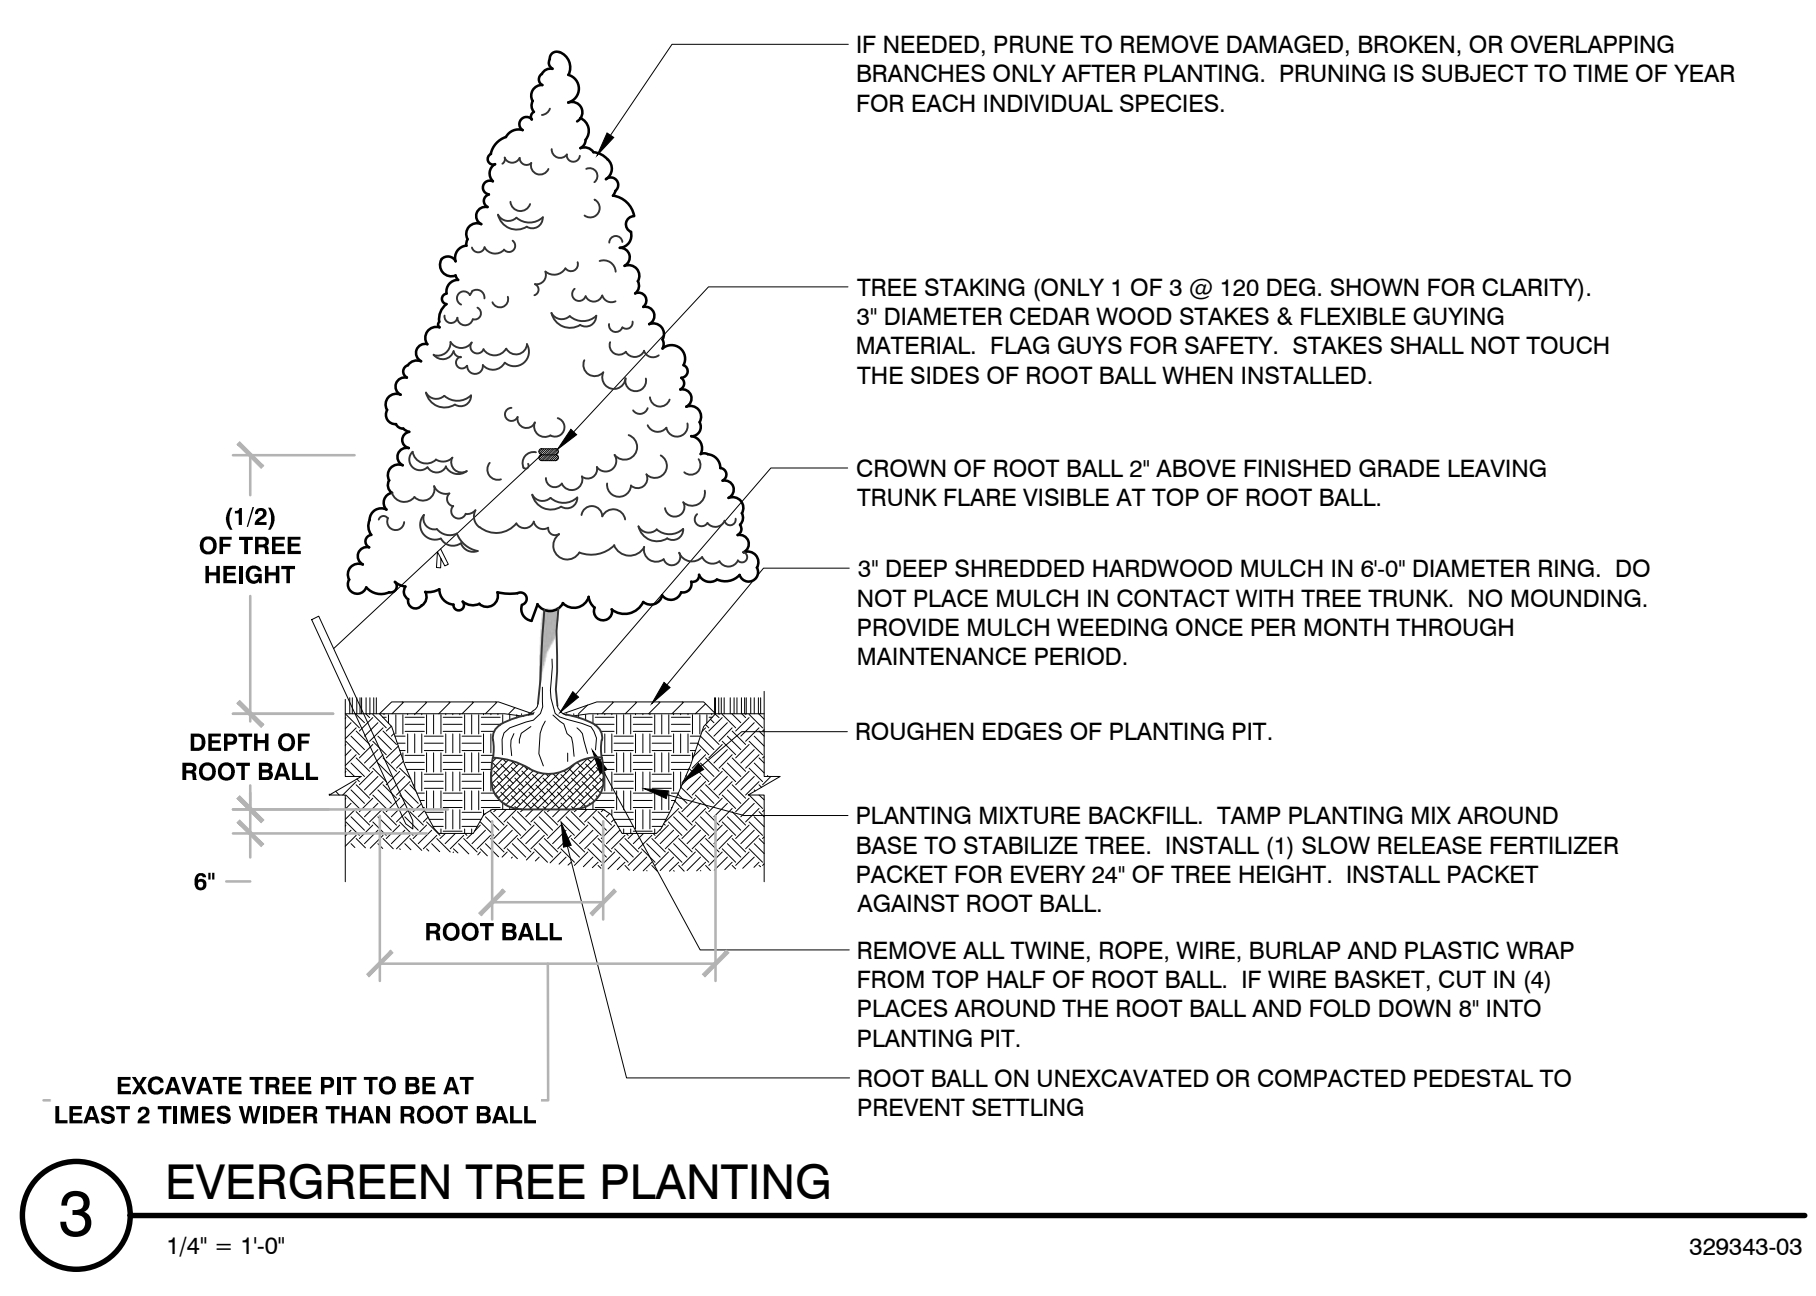 IF NEEDED, PRUNE TO REMOVE DAMAGED, BROKEN, OR OVERLAPPING
BRANCHES ONLY AFTER PLANTING.  PRUNING IS SUBJECT TO TIME OF YEAR
FOR EACH INDIVIDUAL SPECIES.
TREE STAKING (ONLY 1 OF 3 @ 120 DEG. SHOWN FOR CLARITY).
3" DIAMETER CEDAR WOOD STAKES & FLEXIBLE GUYING
MATERIAL.  FLAG GUYS FOR SAFETY.  STAKES SHALL NOT TOUCH
THE SIDES OF ROOT BALL WHEN INSTALLED.
CROWN OF ROOT BALL 2" ABOVE FINISHED GRADE LEAVING
TRUNK FLARE VISIBLE AT TOP OF ROOT BALL.
3" DEEP SHREDDED HARDWOOD MULCH IN 6'-0" DIAMETER RING.  DO
NOT PLACE MULCH IN CONTACT WITH TREE TRUNK.  NO MOUNDING.
PROVIDE MULCH WEEDING ONCE PER MONTH THROUGH
MAINTENANCE PERIOD.
ROUGHEN EDGES OF PLANTING PIT.
PLANTING MIXTURE BACKFILL.  TAMP PLANTING MIX AROUND
BASE TO STABILIZE TREE.  INSTALL (1) SLOW RELEASE FERTILIZER
PACKET FOR EVERY 24" OF TREE HEIGHT.  INSTALL PACKET
AGAINST ROOT BALL.
REMOVE ALL TWINE, ROPE, WIRE, BURLAP AND PLASTIC WRAP
FROM TOP HALF OF ROOT BALL.  IF WIRE BASKET, CUT IN (4)
PLACES AROUND THE ROOT BALL AND FOLD DOWN 8" INTO
PLANTING PIT.
ROOT BALL ON UNEXCAVATED OR COMPACTED PEDESTAL TO
PREVENT SETTLING
(1/2)
OF TREE
HEIGHT
DEPTH OF
ROOT BALL
6"
ROOT BALL
EXCAVATE TREE PIT TO BE AT
LEAST 2 TIMES WIDER THAN ROOT BALL
3
EVERGREEN TREE PLANTING
1/4" = 1'-0"
329343-03